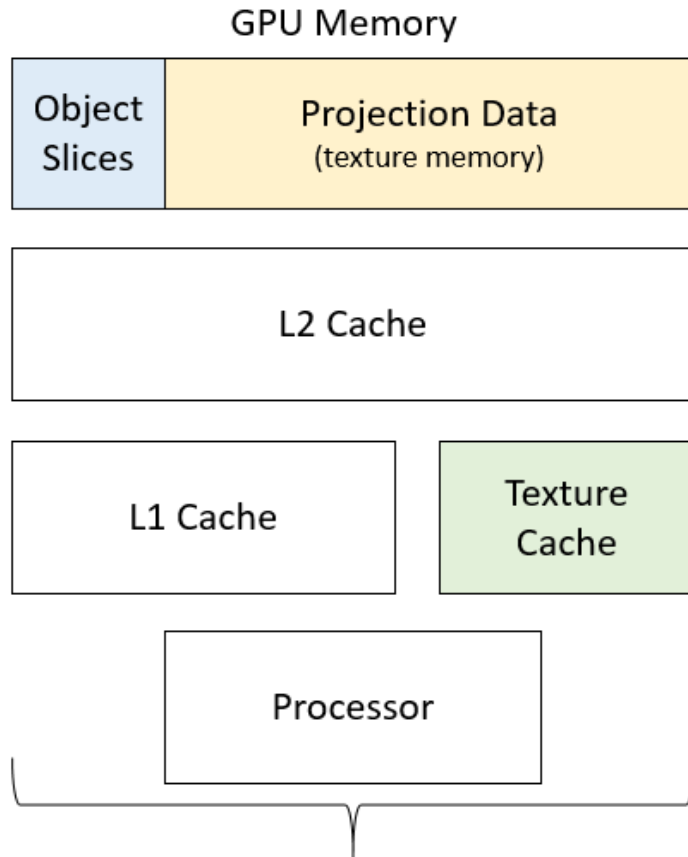 GPU Memory
Object
Slices
Projection Data
(texture memory)
L2 Cache
L1 Cache
Texture
Cache
Processor